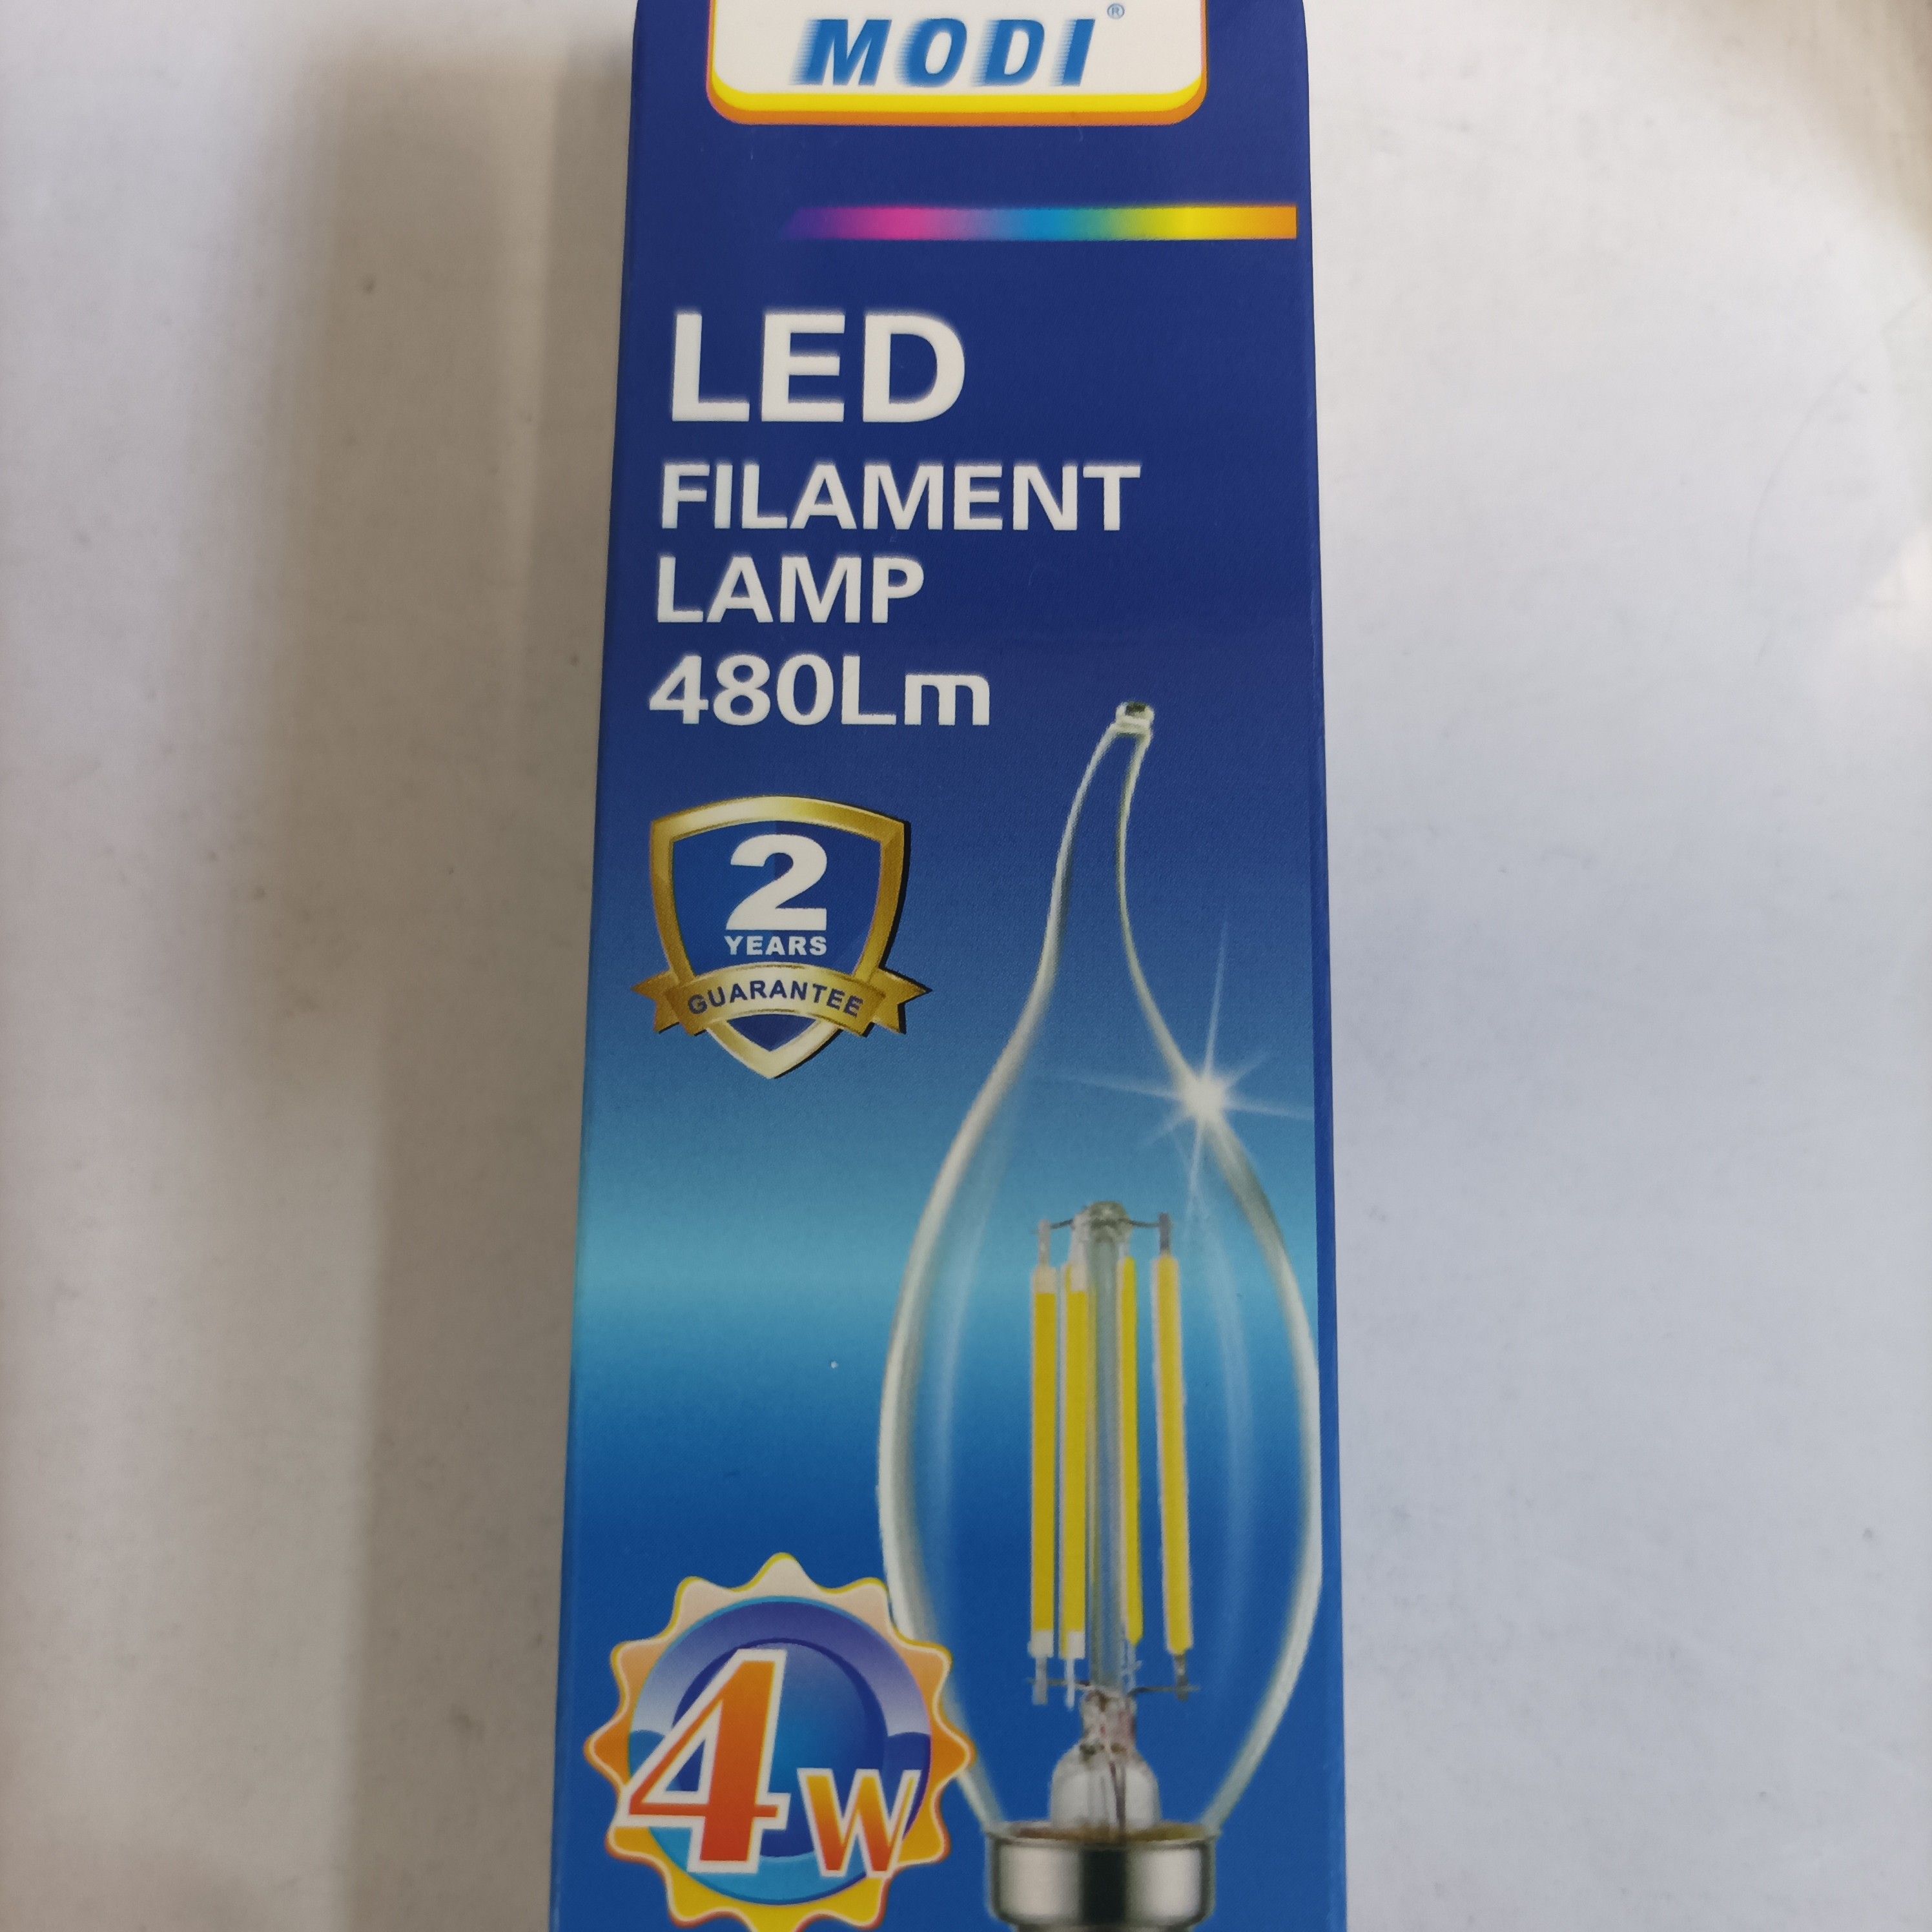 MODI®
LED
FILAMENT
LAMP
480Lm
2
YEARS
GUARANTEE
4W